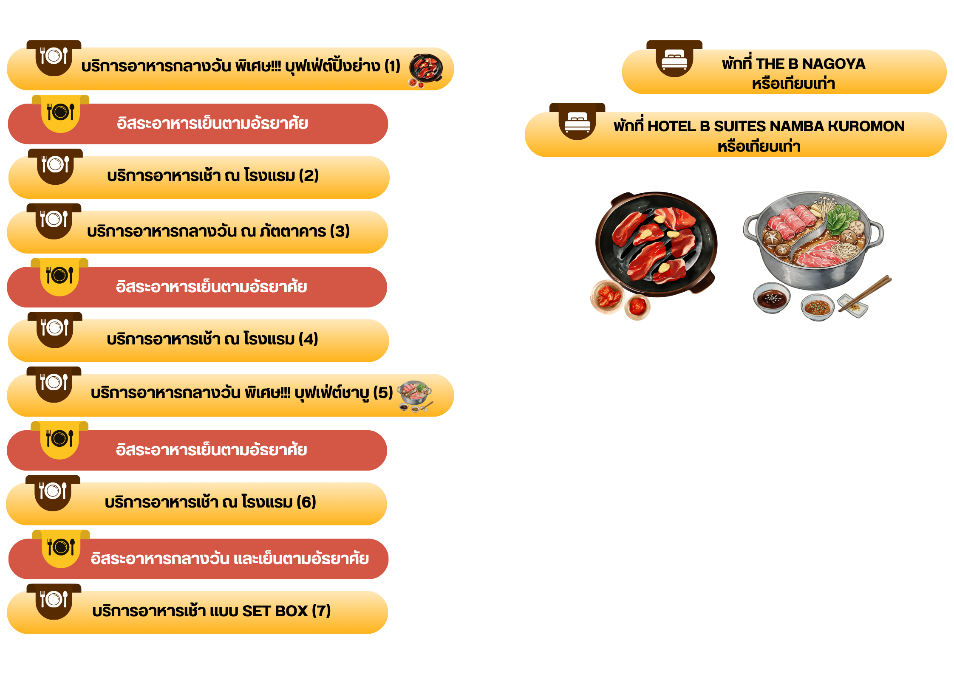 บริการอาหารกลางวัน พิเศษ!!! บุฟเฟ่ต์ปิ้งย่าง (1)
อิสระอาหารเย็นตามอัธยาศัย
บริการอาหารเช้า ณ โรงแรม (2)
บริการอาหารกลางวัน ณ ภัตตาคาร (3)
อิสระอาหารเย็นตามอัธยาศัย
บริการอาหารเช้า ณ โรงแรม (4)
บริการอาหารกลางวัน พิเศษ!!! บุฟเฟ่ต์ชาบู (5)
อิสระอาหารเย็นตามอัธยาศัย
บริการอาหารเช้า ณ โรงแรม (6)
อิสระอาหารกลางวัน และเย็นตามอัธยาศัย
บริการอาหารเช้า แบบ SET BOX (7)
พักที่ THE B NAGOYA
หรือเทียบเท่า
พักที่ HOTEL B SUITES NAMBA KUROMON
หรือเทียบเท่า